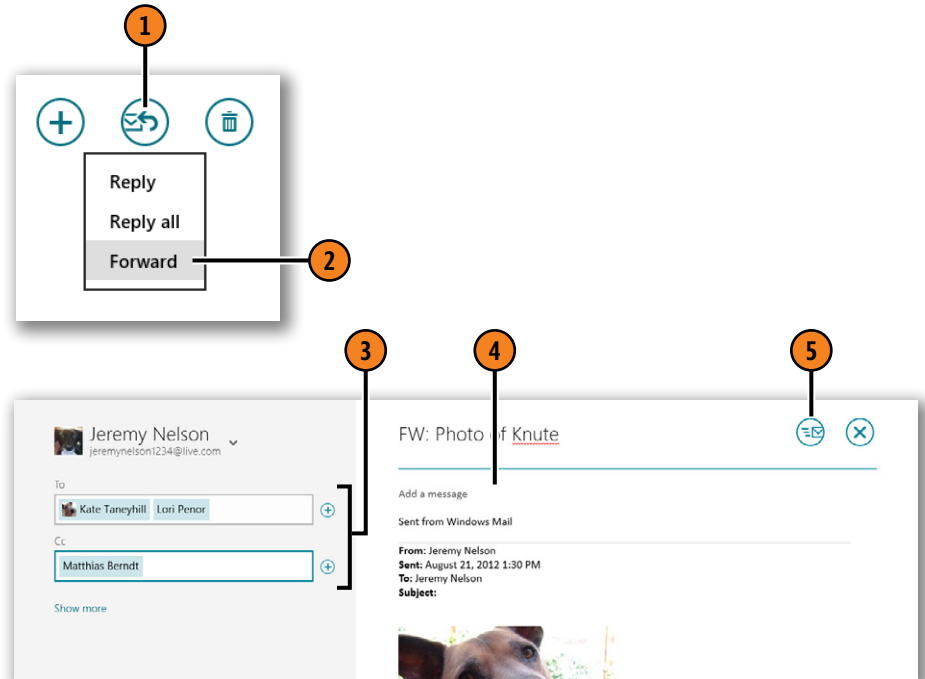 1
Reply
Reply all
Forward
2
3
4
5
Jeremy Nelson
jeremynelson1234@live.com
To
Kate Taneyhill Lori Penor
Cc
Matthias Berndt
Show more
FW: Photo of Knute
Add a message
Sent from Windows Mail
From: Jeremy Nelson
Sent: August 21, 2012 1:30 PM
To: Jeremy Nelson
Subject: